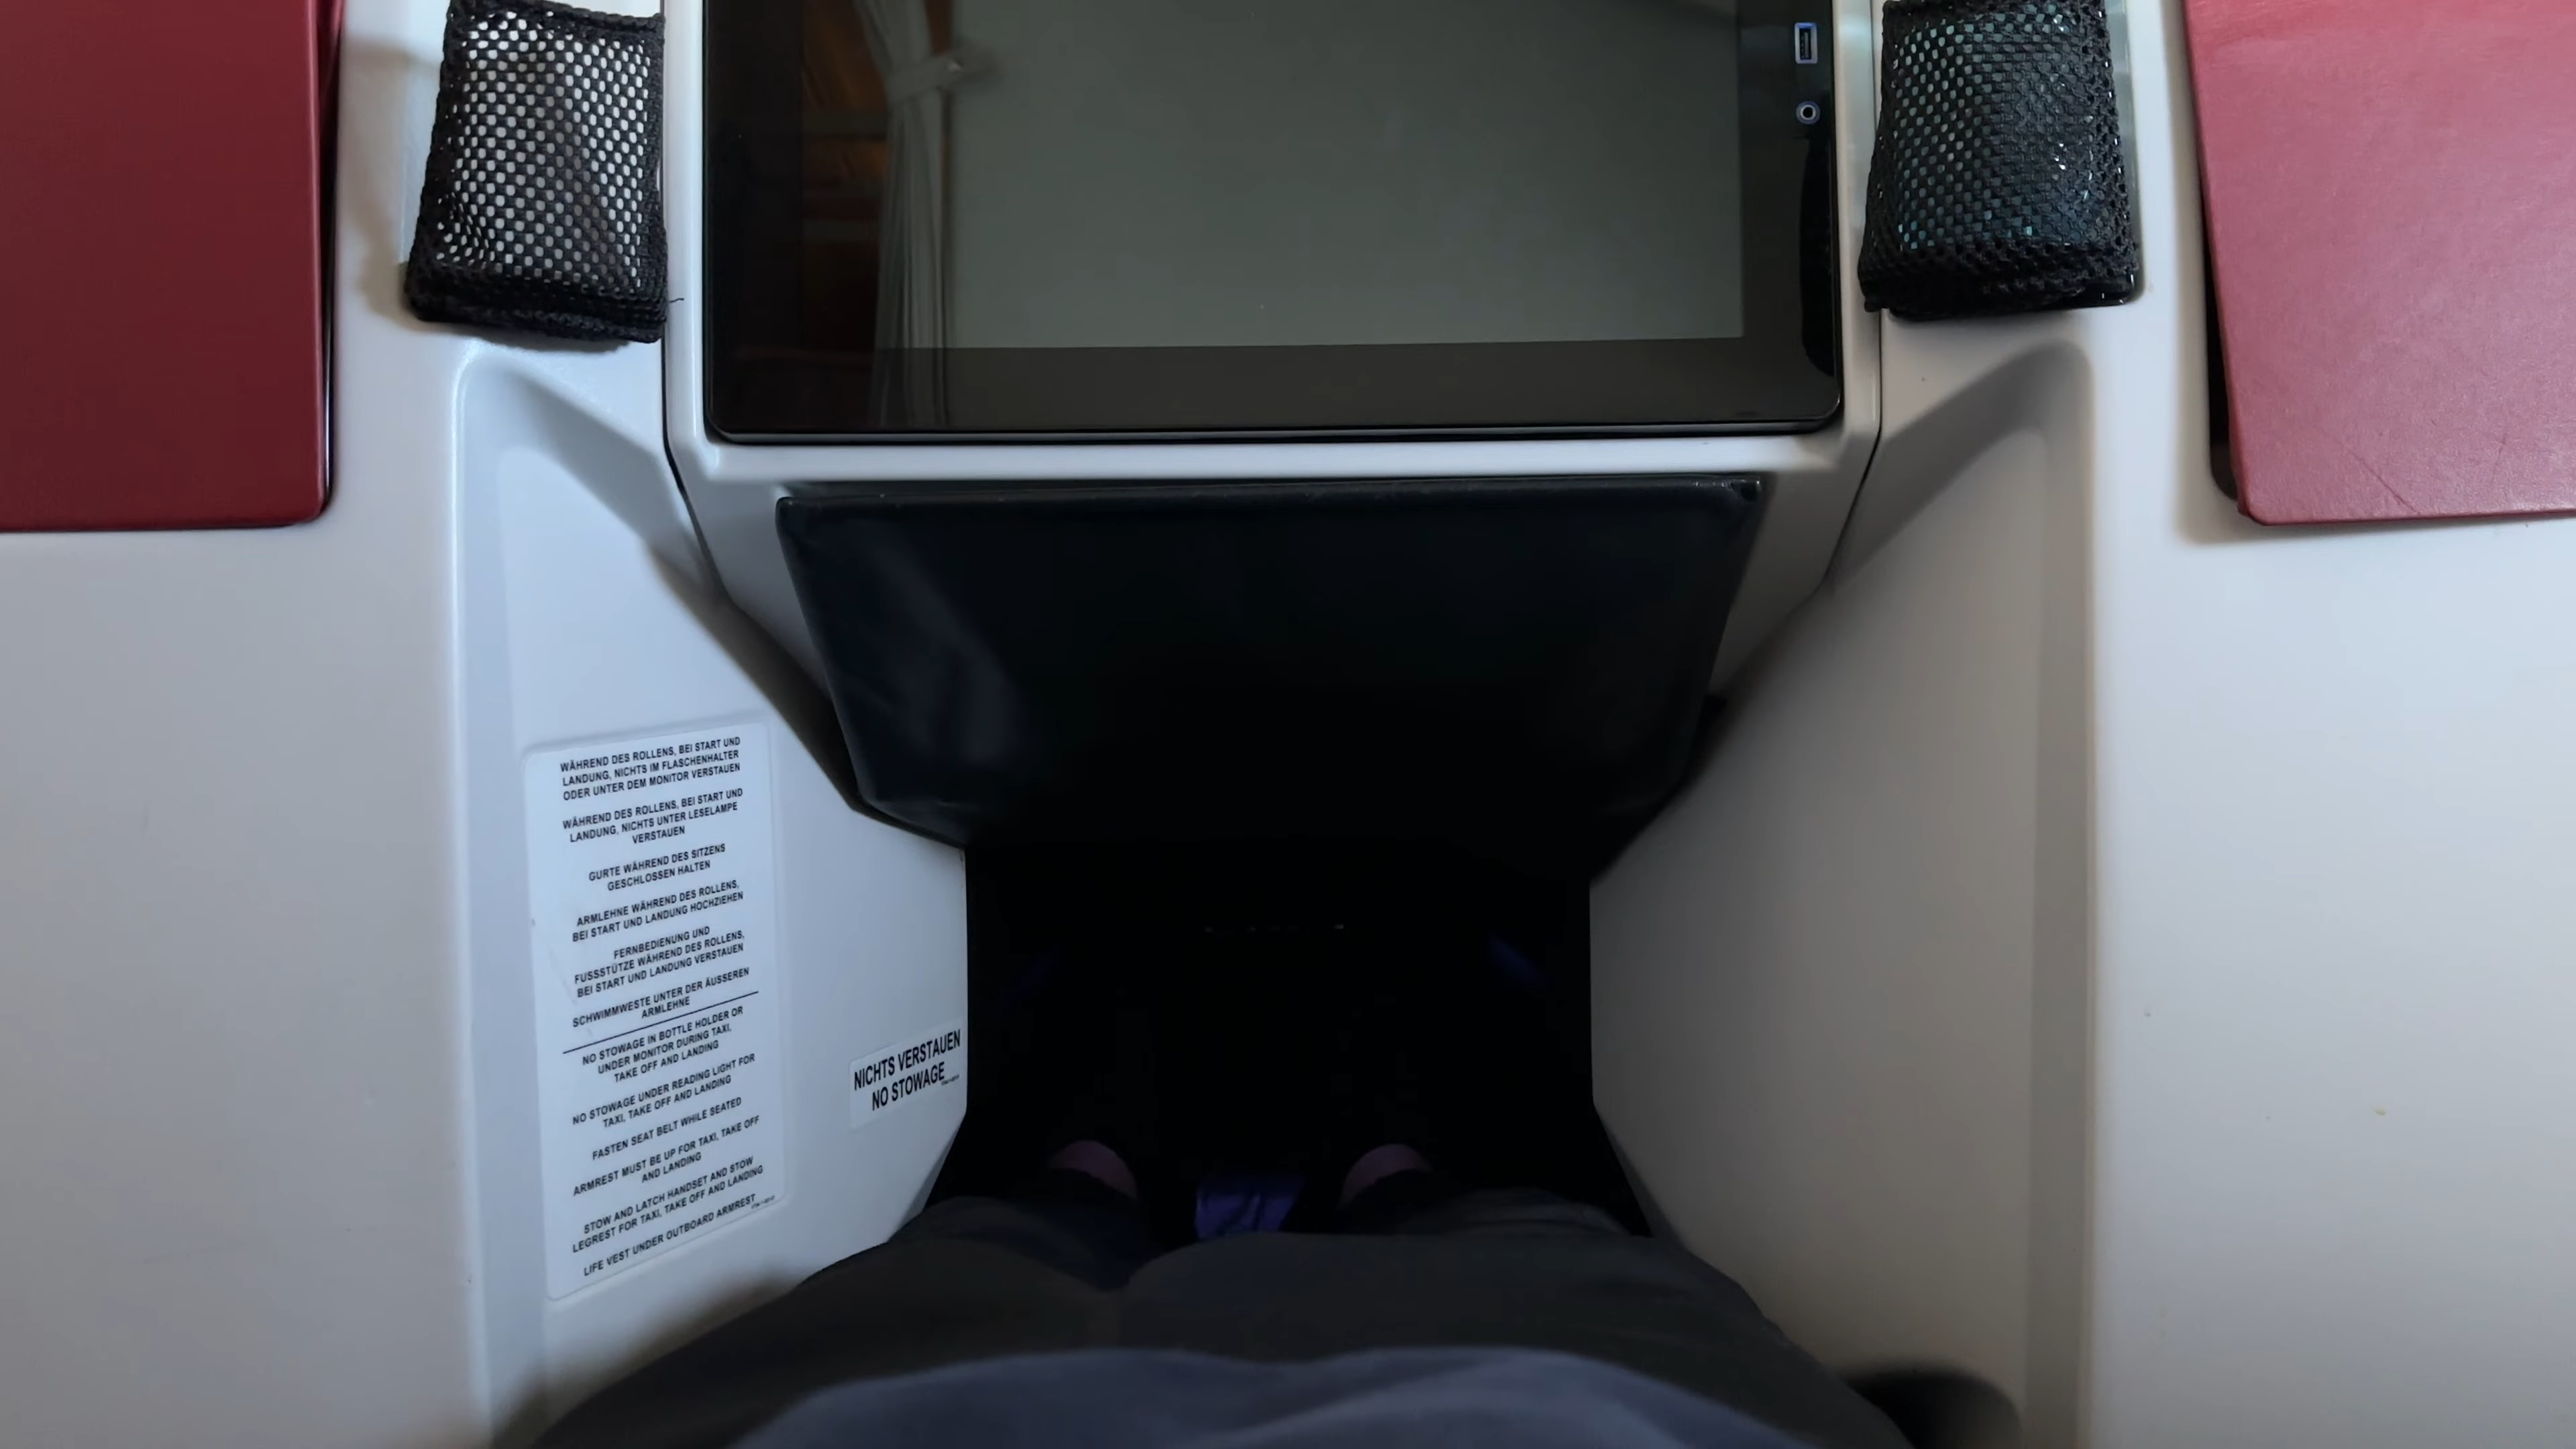 WÄHREND DES ROLLENS, BEI START UND
LANDUNG, NICHTS IM FLASCHENHALTER
ODER UNTER DEM MONITOR VERSTAUEN
WÄHREND DES ROLLENS, BEI START UND
LANDUNG, NICHTS UNTER LESELAMPE
VERSTAUEN
GURTE WÄHREND DES SITZENS
GESCHLOSSEN HALTEN
ARMLEHNE WÄHREND DES ROLLENS,
BEI START UND LANDUNG HOCHZIEHEN
FERNBEDIENUNG UND
FUSSSTÜTZE WÄHREND DES ROLLENS,
BEI START UND LANDUNG VERSTAUEN
SCHWIMMWESTE UNTER DER ÄUSSEREN
ARMLEHNE
NO STOWAGE IN BOTTLE HOLDER OR
UNDER MONITOR DURING TAXI,
TAKE OFF AND LANDING
NO STOWAGE UNDER READING LIGHT FOR
TAXI, TAKE OFF AND LANDING
FASTEN SEAT BELT WHILE SEATED
ARMREST MUST BE UP FOR TAXI, TAKE OFF
AND LANDING
STOW AND LATCH HANDSET AND STOW
LEGREST FOR TAXI, TAKE OFF AND LANDING
LIFE VEST UNDER OUTBOARD ARMREST
NICHTS VERSTAUEN
NO STOWAGE